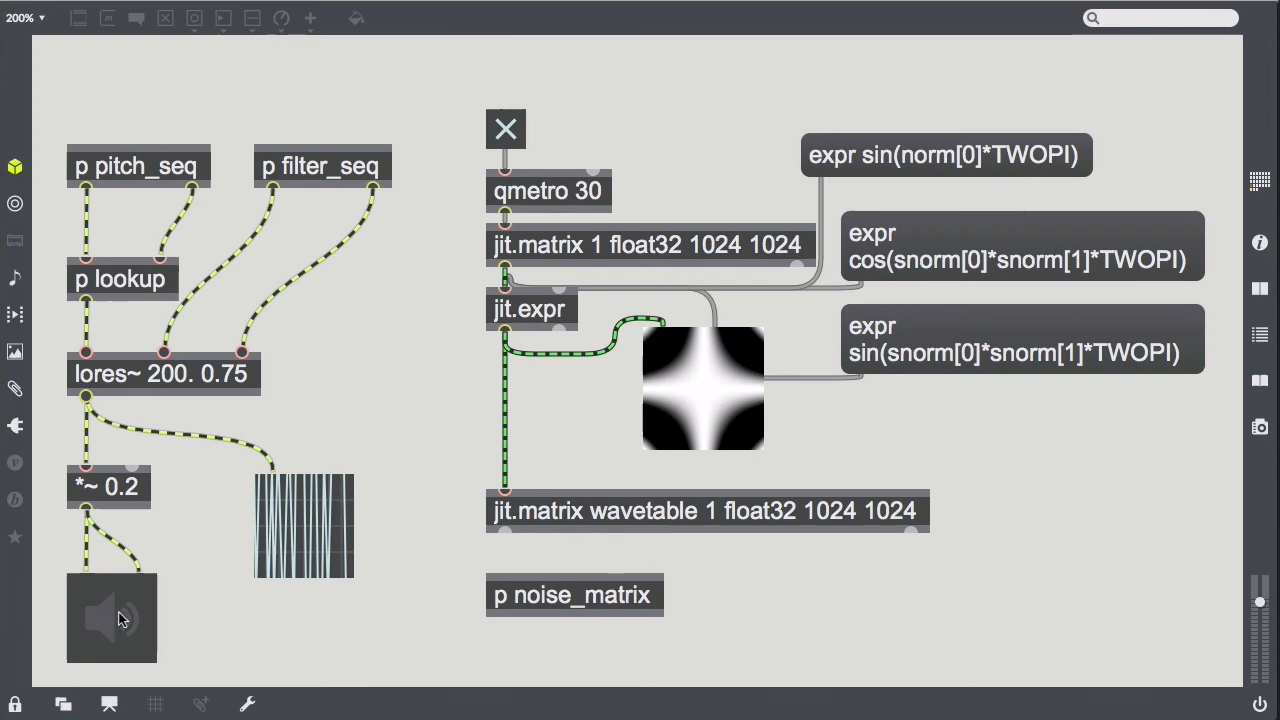 200%
p pitch_seq
p filter_seq
p lookup
lores~ 200. 0.75
*~ 0.2
qmetro 30
jit.matrix 1 float32 1024 1024
jit.expr
expr sin(norm[0]*TWOPI)
expr
cos(snorm[0]*snorm[1]*TWOPI)
expr
sin(snorm[0]*snorm[1]*TWOPI)
jit.matrix wavetable 1 float32 1024 1024
p noise_matrix